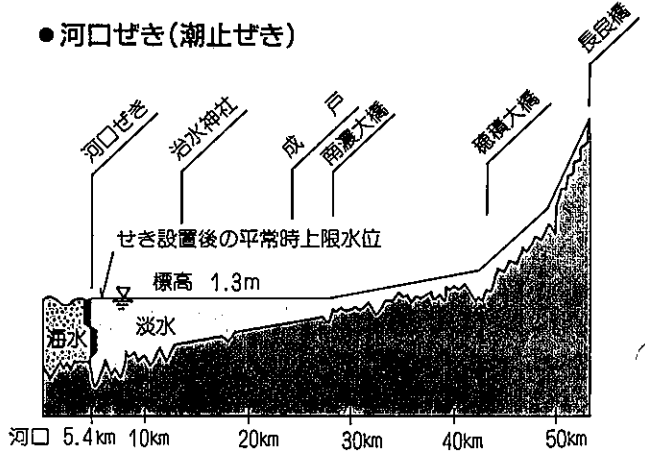 ●河口ぜき(潮止ぜき)
長良橋
河口ぜき
治水神社
成戸
南濃大橋
穂積大橋
せき設置後の平常時上限水位
標高 1.3m
海水
淡水
河口 5.4km 10km 20km 30km 40km 50km